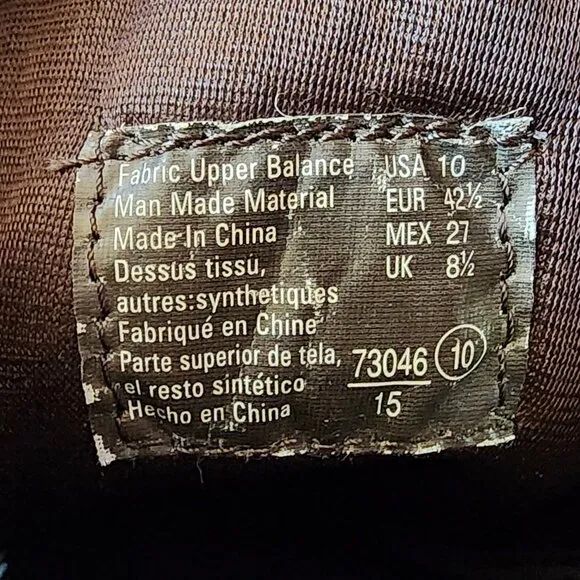 Fabric Upper Balance
Man Made Material
Made In China
Dessus tissu,
autres:synthetiques
Fabriqué en Chine
Parte superior de tela,
el resto sintético
Hecho en China
USA 10
EUR 42½
MEX 27
UK 8½
73046 10
15